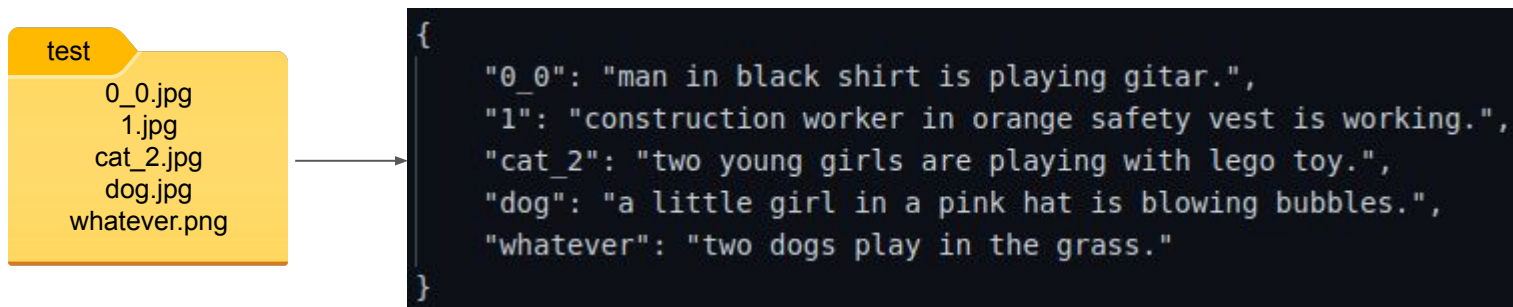 test
0_0.jpg
1.jpg
cat_2.jpg
dog.jpg
whatever.png
{
"0_0": "man in black shirt is playing gitar.",
"1": "construction worker in orange safety vest is working.",
"cat_2": "two young girls are playing with lego toy.",
"dog": "a little girl in a pink hat is blowing bubbles.",
"whatever": "two dogs play in the grass."
}